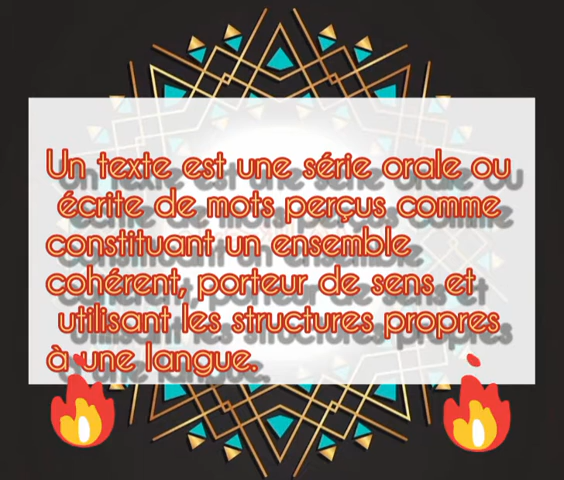 Un texte est une série orale ou
écrite de mots perçus comme
constituant un ensemble
cohérent, porteur de sens et
utilisant les structures propres
à une langue.